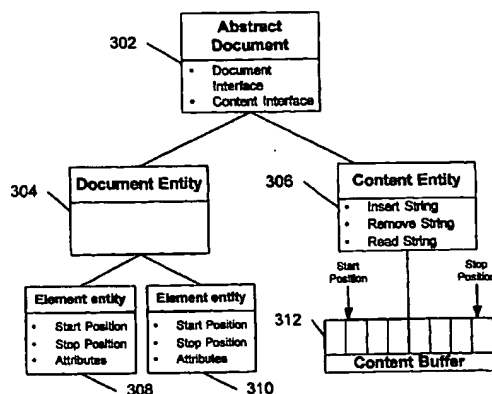 Abstract
Document
302
• Document
Interface
• Content Interface
304
Document Entity
306
Content Entity
• Insert String
• Remove String
• Read String
Start
Position
Stop
Position
Element entity
• Start Position
• Stop Position
• Attributes
Element entity
• Start Position
• Stop Position
• Attributes
312
Content Buffer
308
310